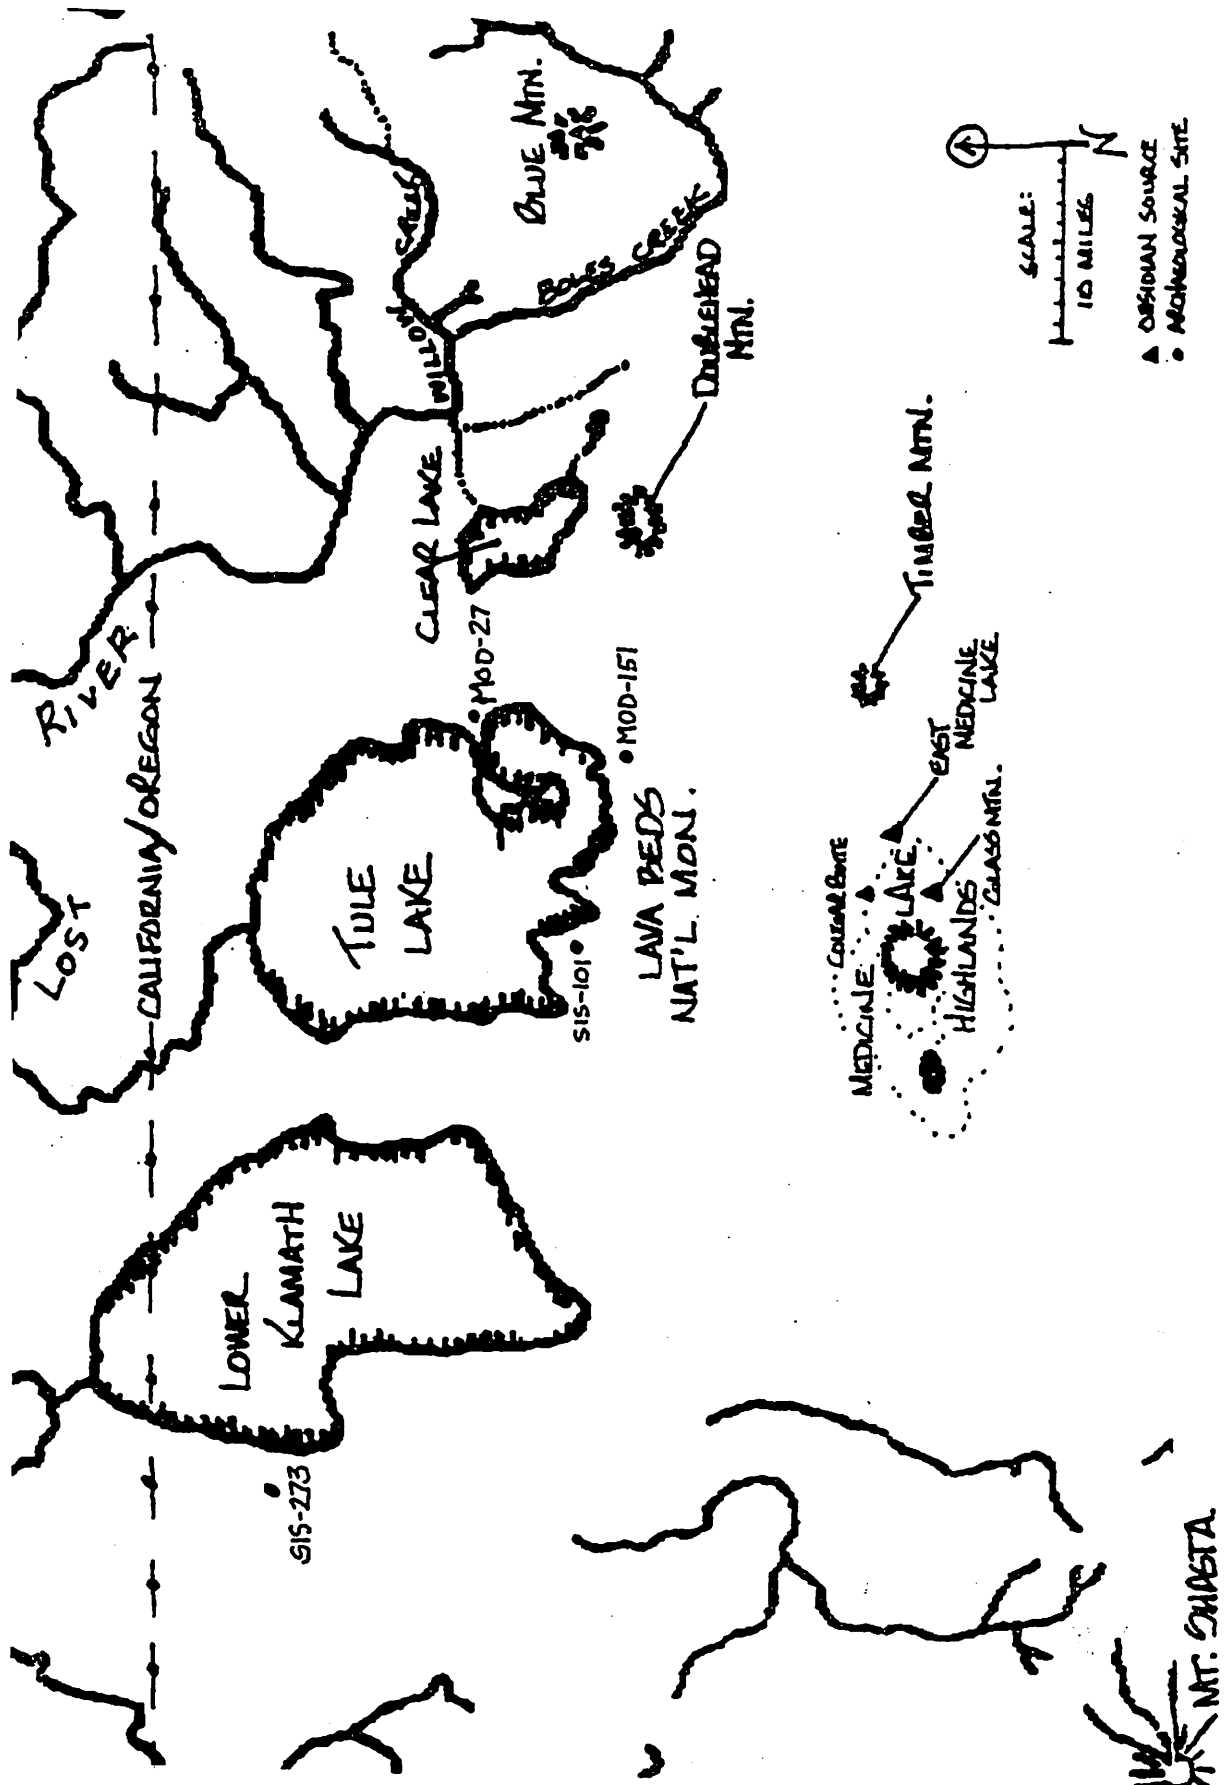 LOST
RIVER
CALIFORNIA/OREGON
LOWER
KLAMATH
LAKE
TULE
LAKE
CLEAR LAKE
WILLOW CREEK
BOLES CREEK
BLUE MTN.
DOUBLEHEAD
MTN.
SIS-273
SIS-101
MOD-27
MOD-151
LAVA BEDS
NAT'L. MON.
COUGAR BUTTE
MEDICINE
LAKE
HIGHLANDS
EAST
MEDICINE
LAKE
GLASS MTN.
TIMBER MTN.
MT. SHASTA
SCALE:
10 MILES
N
▲ OBSIDIAN SOURCE
• ARCHAEOLOGICAL SITE